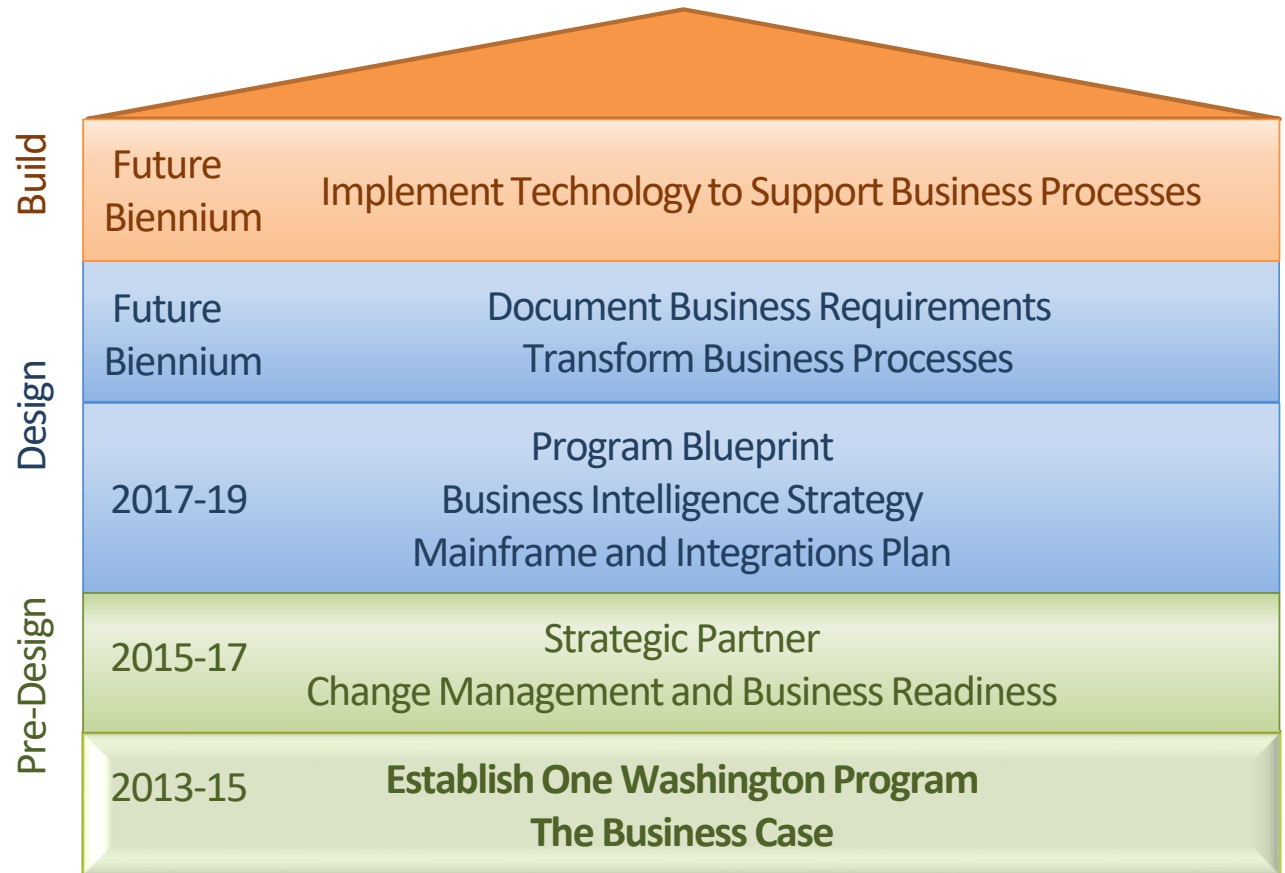 Build
Future
Biennium
Implement Technology to Support Business Processes
Design
Future
Biennium
Document Business Requirements
Transform Business Processes
2017-19
Program Blueprint
Business Intelligence Strategy
Mainframe and Integrations Plan
Pre-Design
2015-17
Strategic Partner
Change Management and Business Readiness
2013-15
Establish One Washington Program
The Business Case